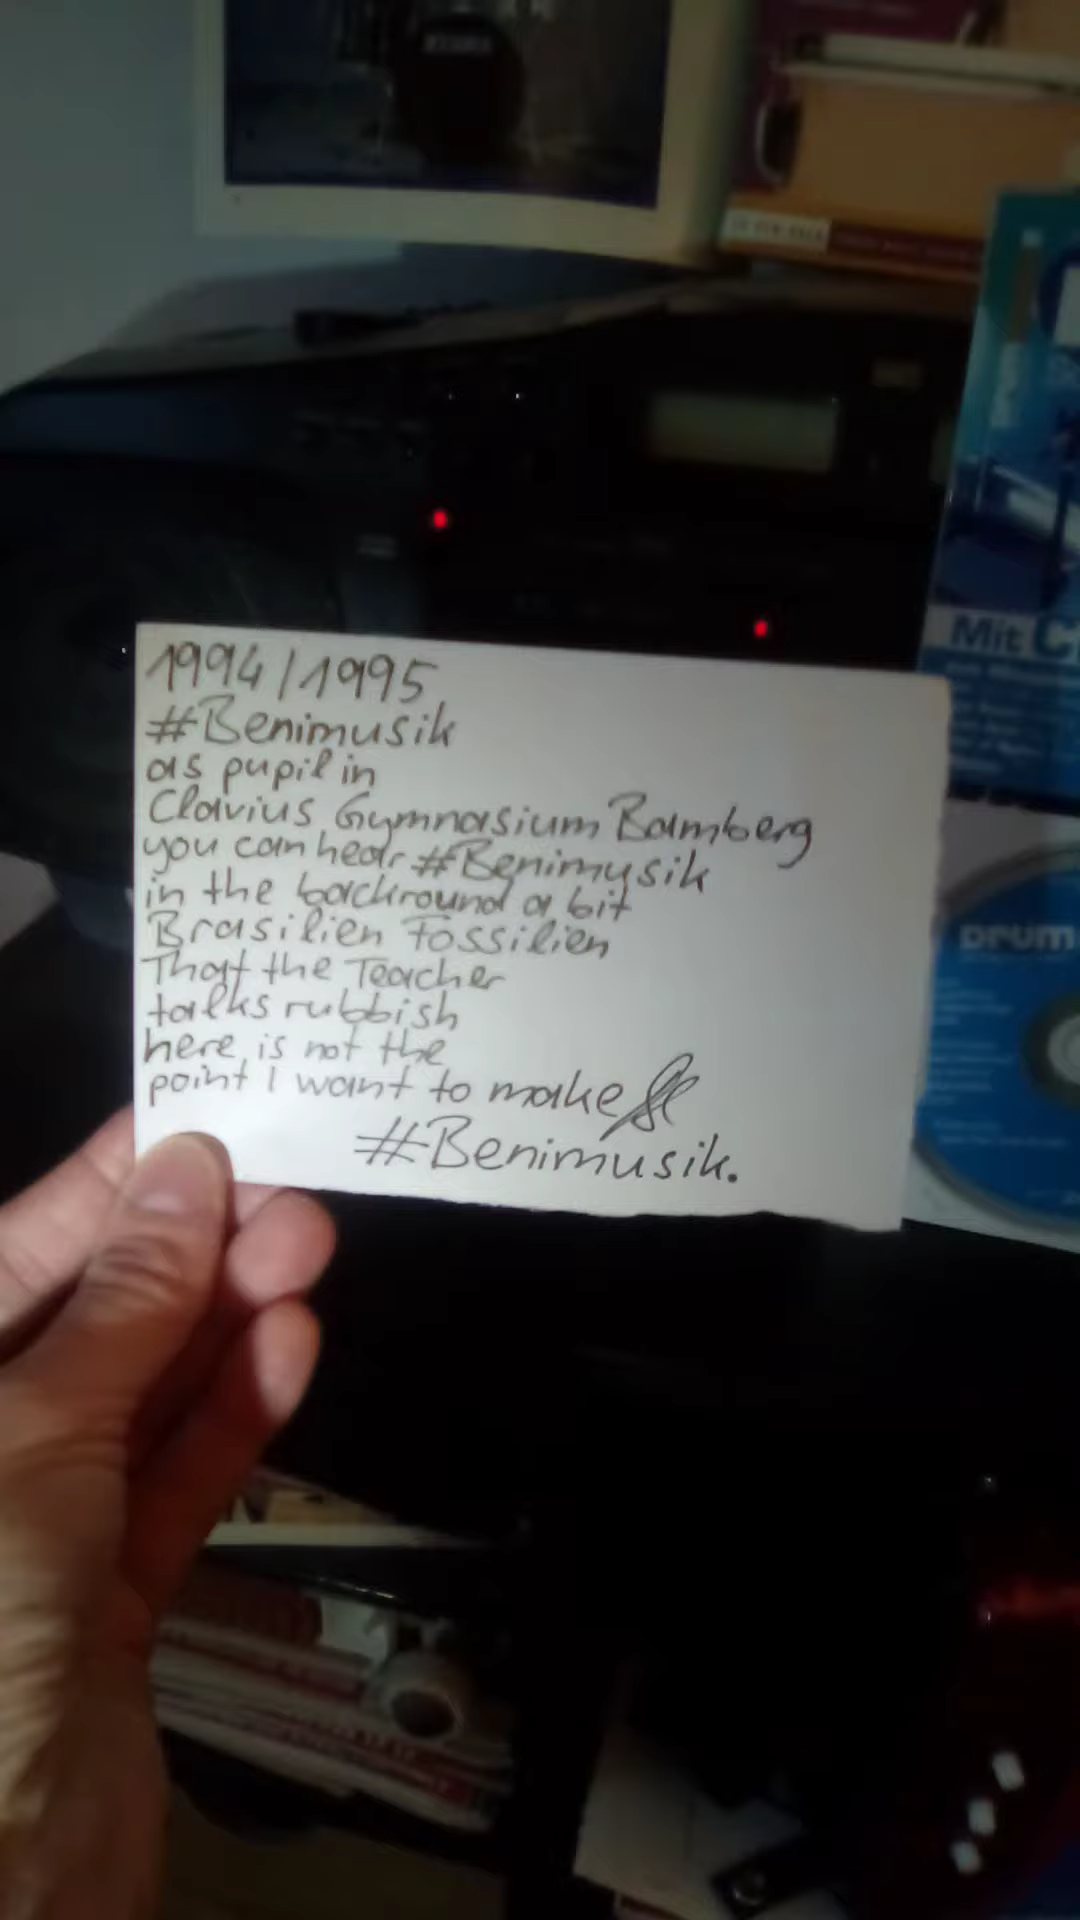 TAMA
1994/1995
#Benimusik
as pupil in
Clavius Gymnasium Bamberg
you can hear #Benimusik
in the backround a bit
Brasilien Fossilien
That the Teacher
talks rubbish
here is not the
point I want to make
#Benimusik.
Mit C
DRUM